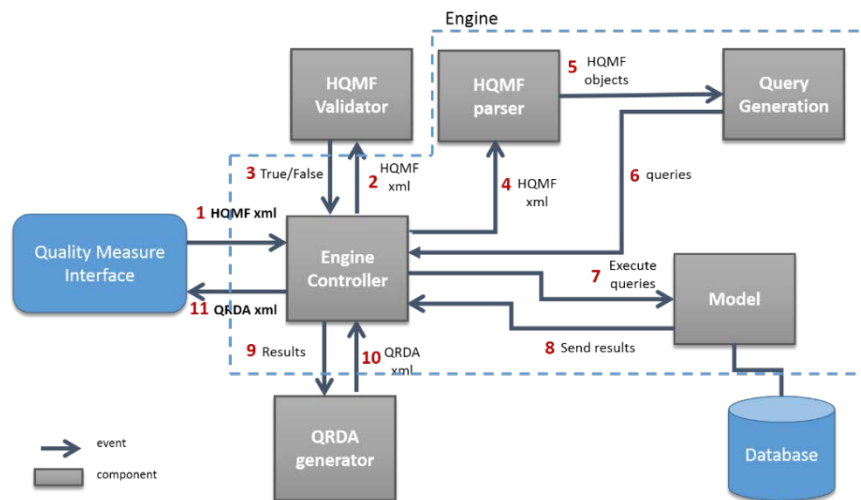 Engine
HQMF
Validator
HQMF
parser
5 HQMF
objects
Query
Generation
3 True/False
2 HQMF
xml
4 HQMF
xml
6 queries
1 HQMF xml
Quality Measure
Interface
Engine
Controller
7 Execute
queries
Model
11 QRDA xml
9 Results
10 QRDA
xml
8 Send results
QRDA
generator
Database
event
component